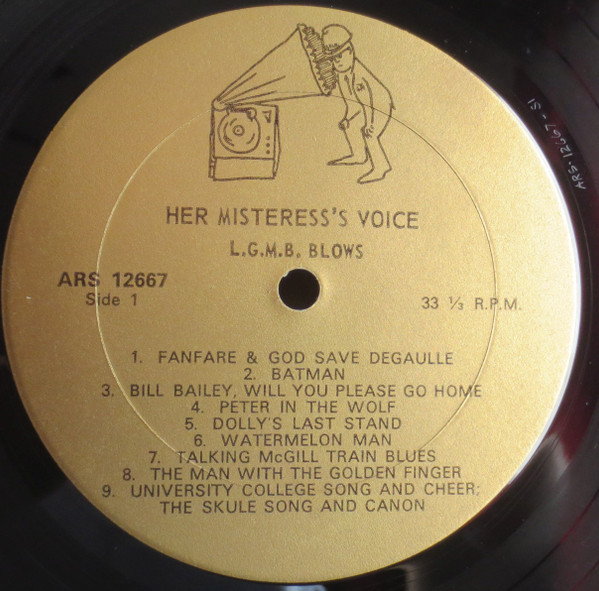 HER MISTERESS'S VOICE
L.G.M.B. BLOWS
ARS 12667
Side 1
33 ⅓ R.P.M.
1. FANFARE & GOD SAVE DEGAULLE
2. BATMAN
3. BILL BAILEY, WILL YOU PLEASE GO HOME
4. PETER IN THE WOLF
5. DOLLY'S LAST STAND
6. WATERMELON MAN
7. TALKING McGILL TRAIN BLUES
8. THE MAN WITH THE GOLDEN FINGER
9. UNIVERSITY COLLEGE SONG AND CHEER;
THE SKULE SONG AND CANON
ARS-12667-S1